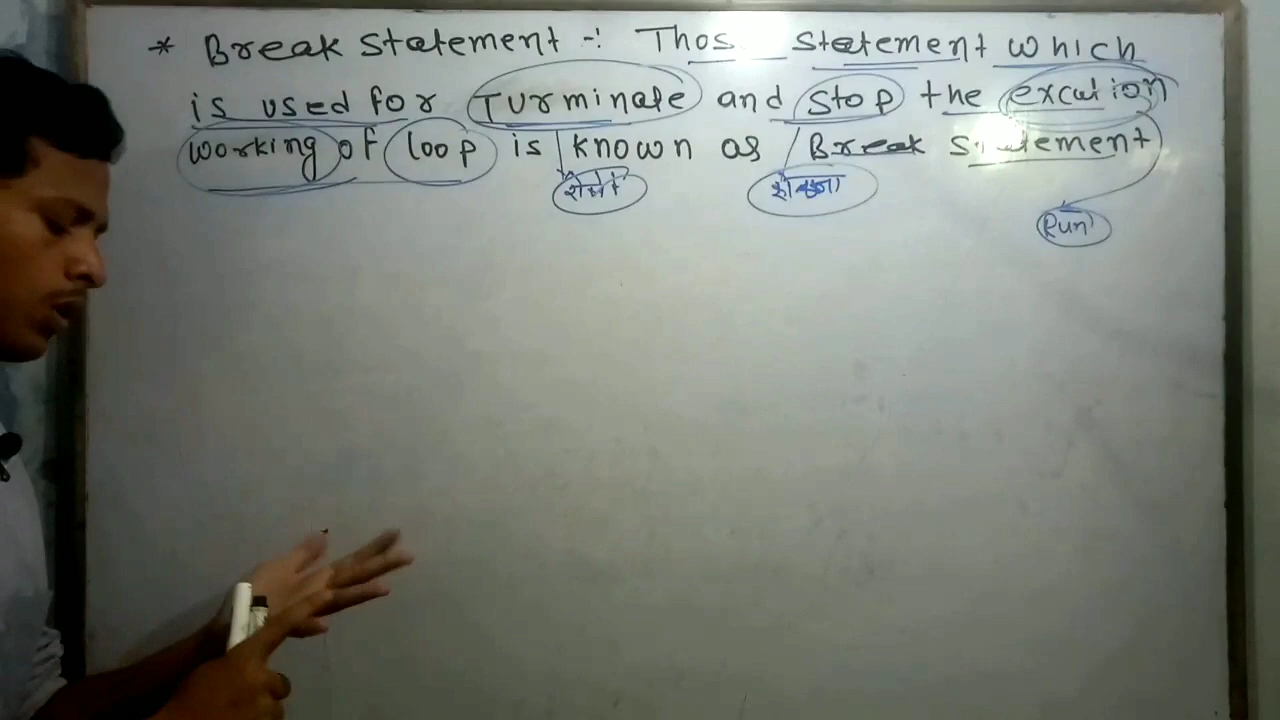 * Break statement -: Thos statement which
is used for Turminate and stop the excution
working of loop is known as Break statement
रोकना
Run